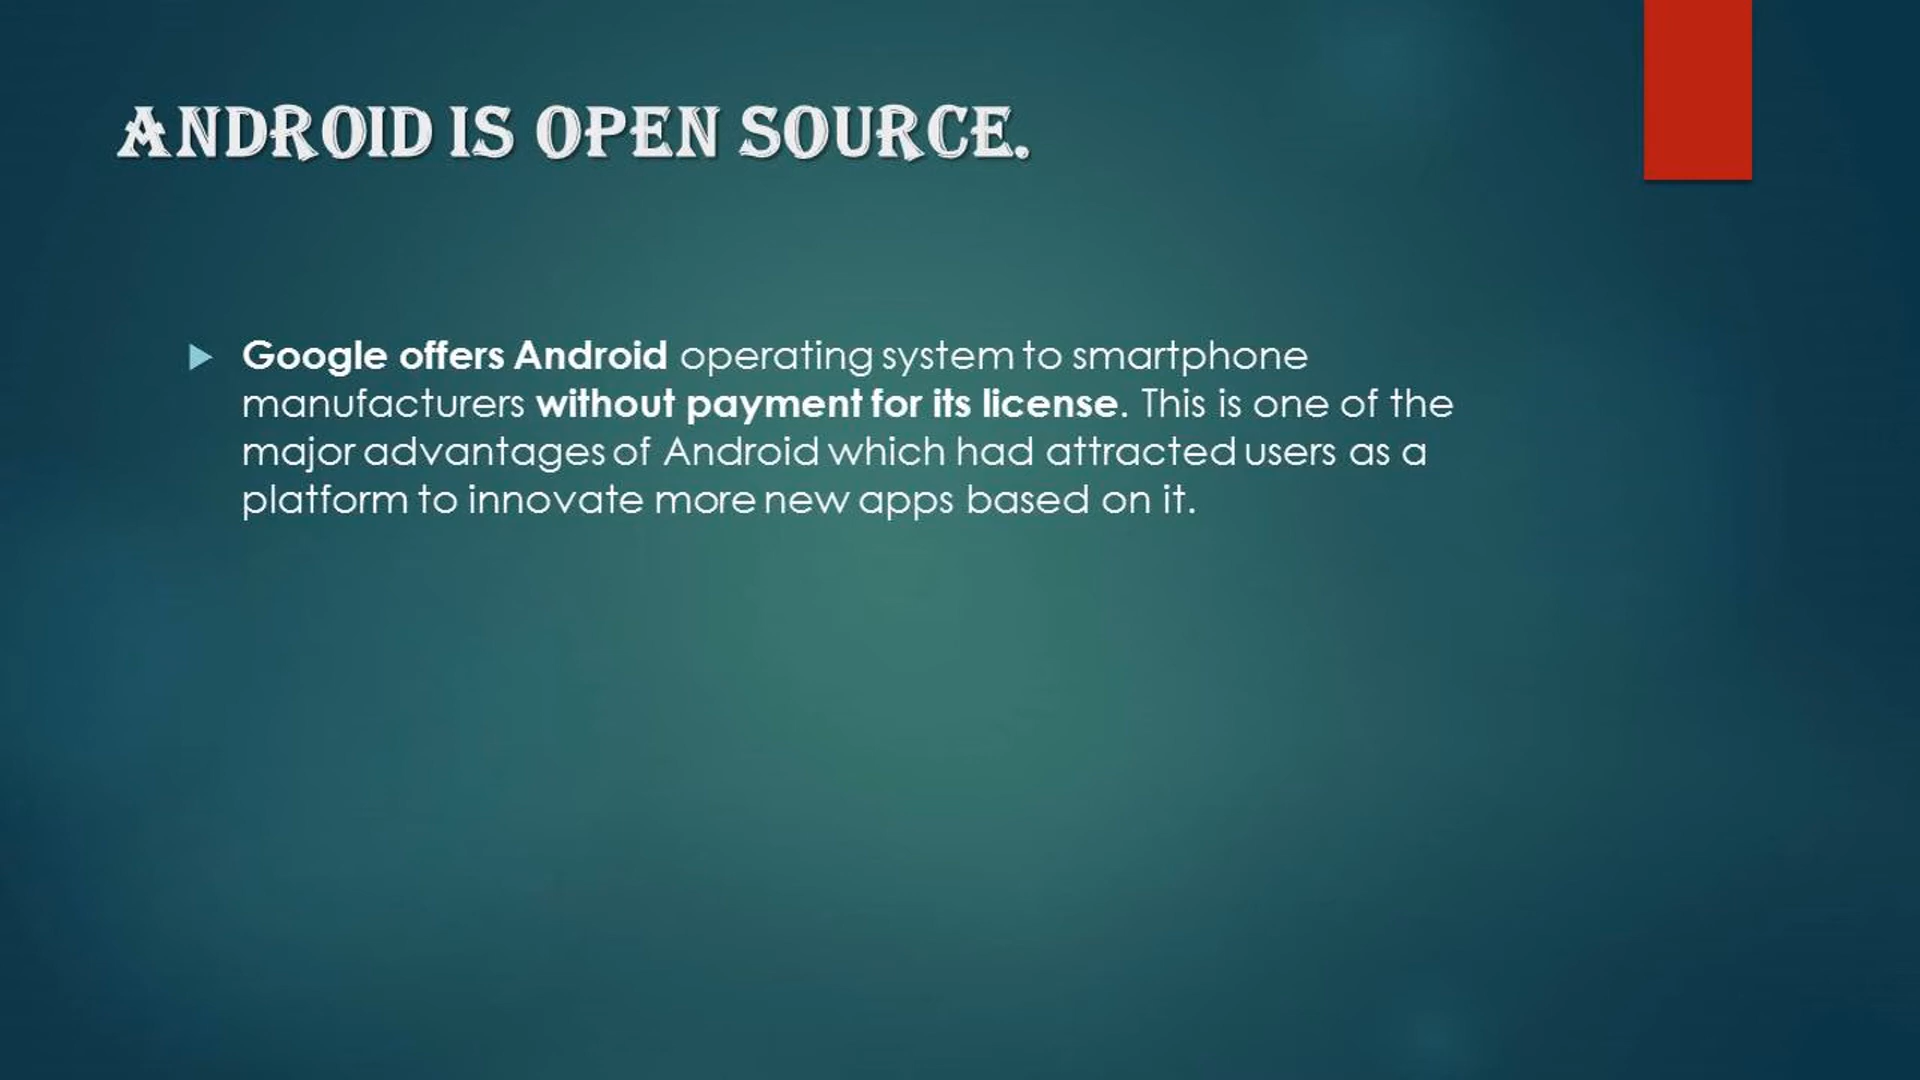 ANDROID IS OPEN SOURCE.
Google offers Android operating system to smartphone
manufacturers without payment for its license. This is one of the
major advantages of Android which had attracted users as a
platform to innovate more new apps based on it.